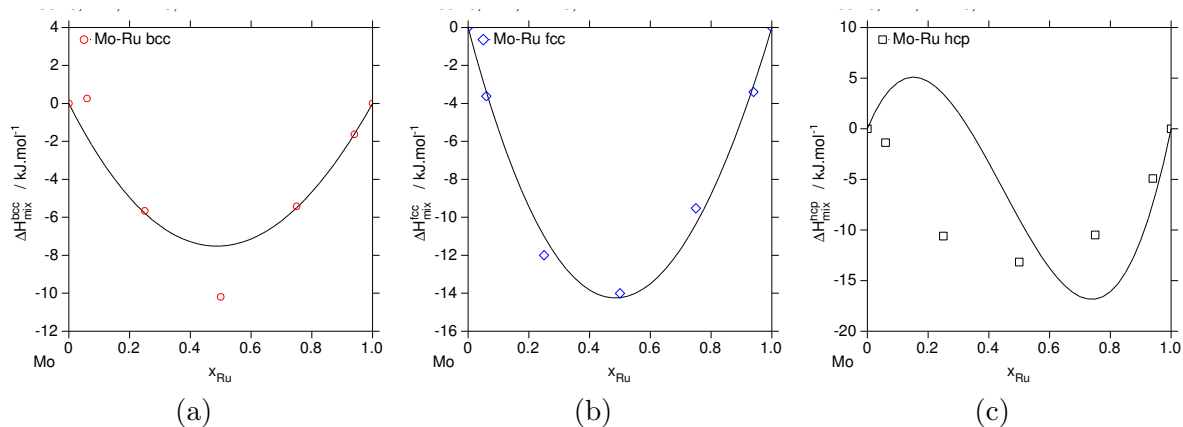 4
2
0
-2
-4
-6
-8
-10
-12
ΔH^bcc_mix / kJ.mol^-1
Mo-Ru bcc
0 0.2 0.4 0.6 0.8 1.0
Mo
x_Ru
(a)
0
-2
-4
-6
-8
-10
-12
-14
-16
ΔH^fcc_mix / kJ.mol^-1
Mo-Ru fcc
0 0.2 0.4 0.6 0.8 1.0
Mo
x_Ru
(b)
10
5
0
-5
-10
-15
-20
ΔH^hcp_mix / kJ.mol^-1
Mo-Ru hcp
0 0.2 0.4 0.6 0.8 1.0
Mo
x_Ru
(c)